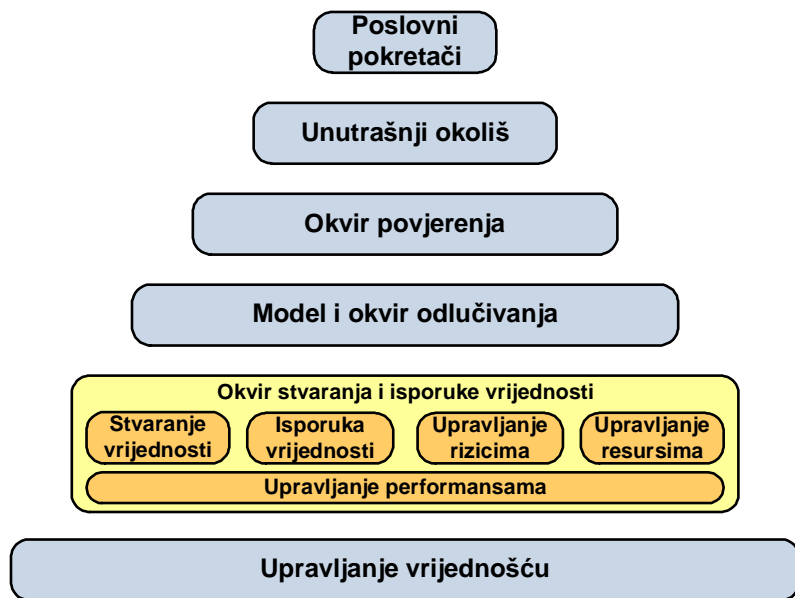 Poslovni
pokretači
Unutrašnji okoliš
Okvir povjerenja
Model i okvir odlučivanja
Okvir stvaranja i isporuke vrijednosti
Stvaranje
vrijednosti
Isporuka
vrijednosti
Upravljanje
rizicima
Upravljanje
resursima
Upravljanje performansama
Upravljanje vrijednošću